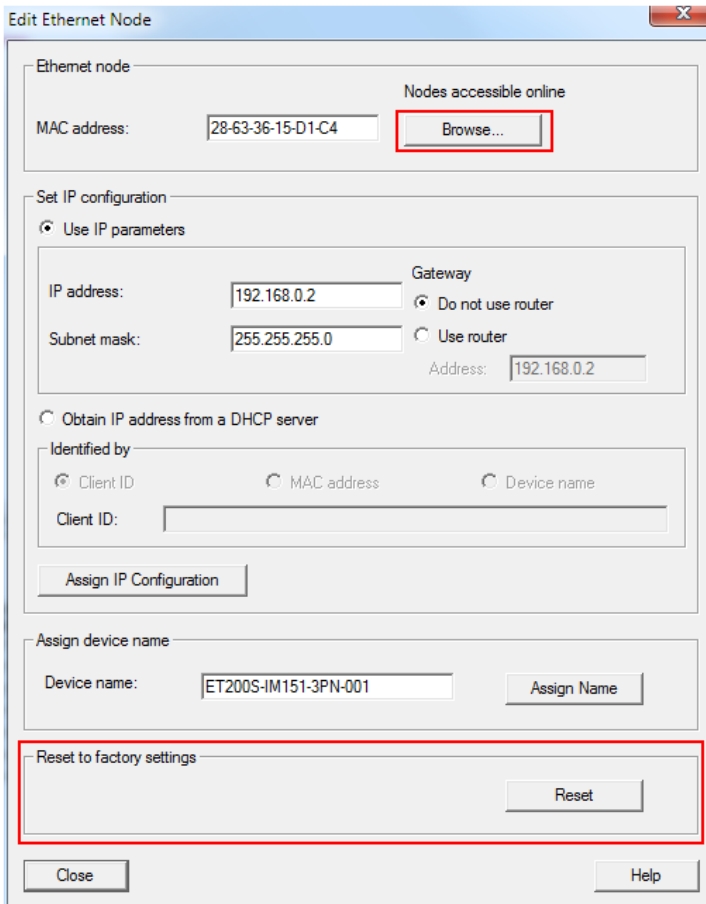 Edit Ethernet Node
Ethernet node
Nodes accessible online
MAC address:
28-63-36-15-D1-C4
Browse...
Set IP configuration
Use IP parameters
Gateway
IP address:
192.168.0.2
Do not use router
Subnet mask:
255.255.255.0
Use router
Address:
192.168.0.2
Obtain IP address from a DHCP server
Identified by
Client ID
MAC address
Device name
Client ID:
Assign IP Configuration
Assign device name
Device name:
ET200S-IM151-3PN-001
Assign Name
Reset to factory settings
Reset
Close
Help